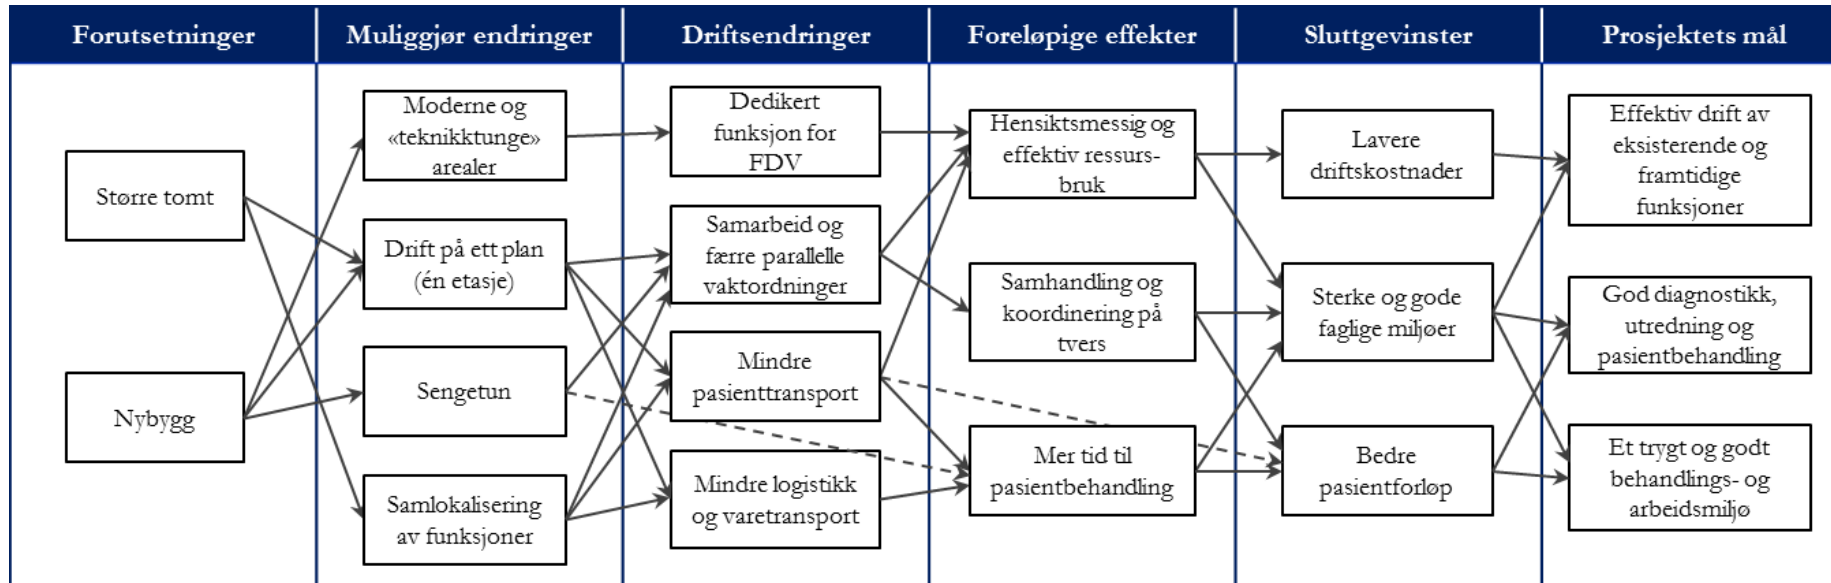 Forutsetninger
Muliggjør endringer
Driftsendringer
Foreløpige effekter
Sluttgevinster
Prosjektets mål
Større tomt
Nybygg
Moderne og
«teknikktunge»
arealer
Drift på ett plan
(én etasje)
Sengetun
Samlokalisering
av funksjoner
Dedikert
funksjon for
FDV
Samarbeid og
færre parallelle
vaktordninger
Mindre
pasienttransport
Mindre logistikk
og varetransport
Hensiktsmessig og
effektiv ressurs-
bruk
Samhandling og
koordinering på
tvers
Mer tid til
pasientbehandling
Lavere
driftskostnader
Sterke og gode
faglige miljøer
Bedre
pasientforløp
Effektiv drift av
eksisterende og
framtidige
funksjoner
God diagnostikk,
utredning og
pasientbehandling
Et trygt og godt
behandlings- og
arbeidsmiljø